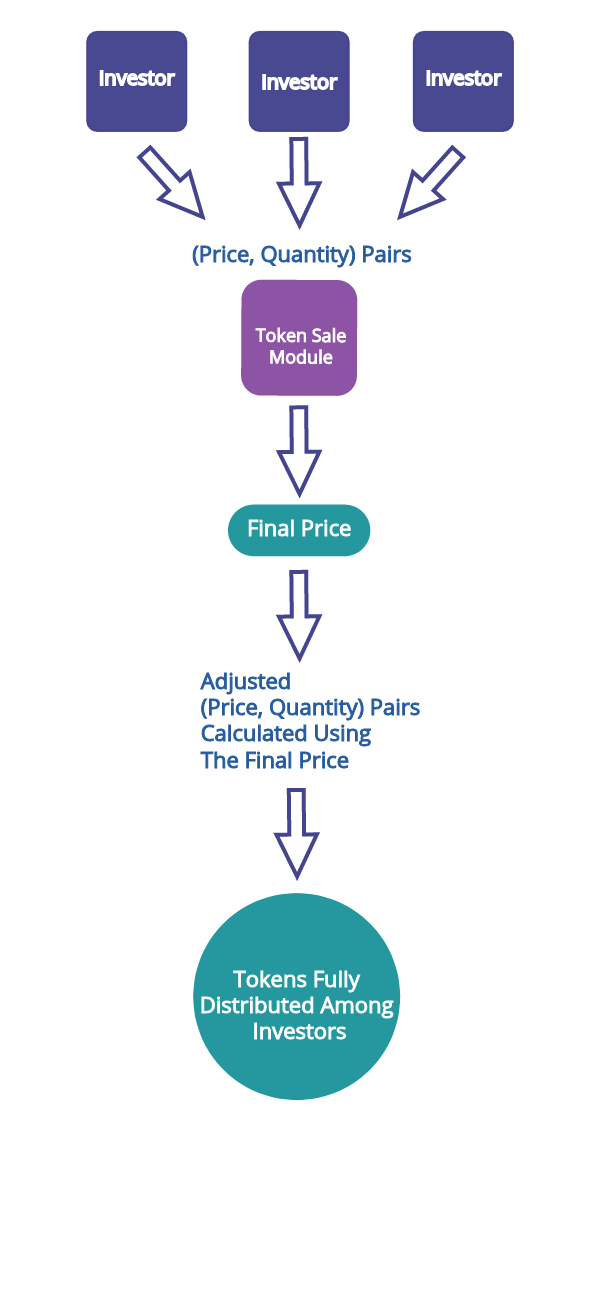 Investor
Investor
Investor
(Price, Quantity) Pairs
Token Sale
Module
Final Price
Adjusted
(Price, Quantity) Pairs
Calculated Using
The Final Price
Tokens Fully
Distributed Among
Investors